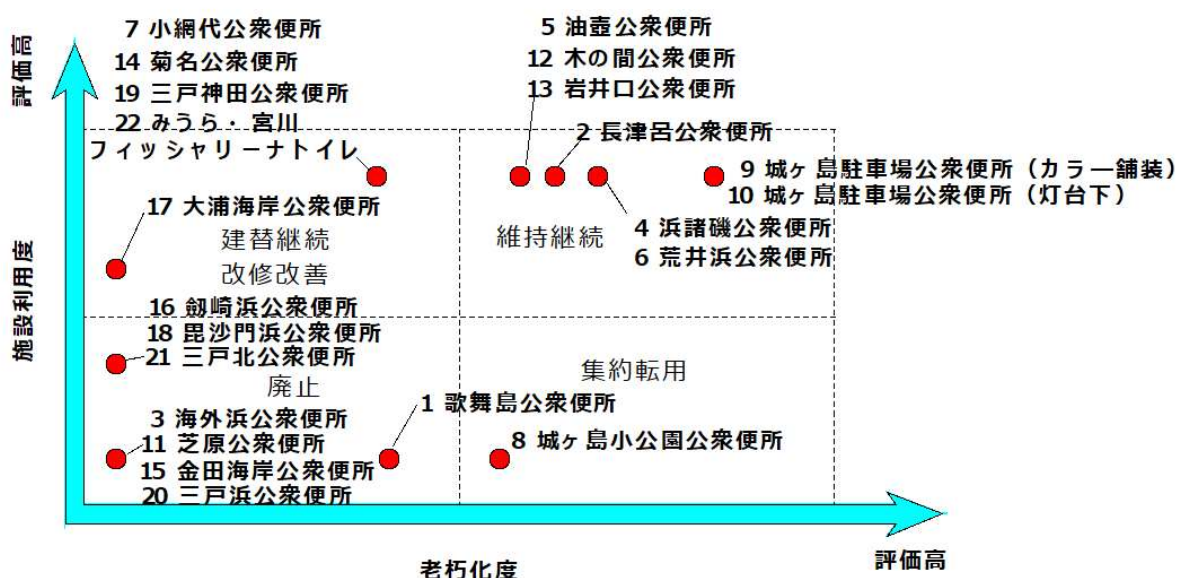 7 小網代公衆便所
14 菊名公衆便所
19 三戸神田公衆便所
22 みうら・宮川
フィッシャリーナトイレ
5 油壺公衆便所
12 木の間公衆便所
13 岩井口公衆便所
2 長津呂公衆便所
9 城ヶ島駐車場公衆便所（カラー舗装）
10 城ヶ島駐車場公衆便所（灯台下）
評価高
17 大浦海岸公衆便所
建替継続
改修改善
維持継続
4 浜諸磯公衆便所
6 荒井浜公衆便所
施設利用度
16 劔崎浜公衆便所
18 毘沙門浜公衆便所
21 三戸北公衆便所
廃止
集約転用
3 海外浜公衆便所
11 芝原公衆便所
15 金田海岸公衆便所
20 三戸浜公衆便所
1 歌舞島公衆便所
8 城ヶ島小公園公衆便所
老朽化度
評価高